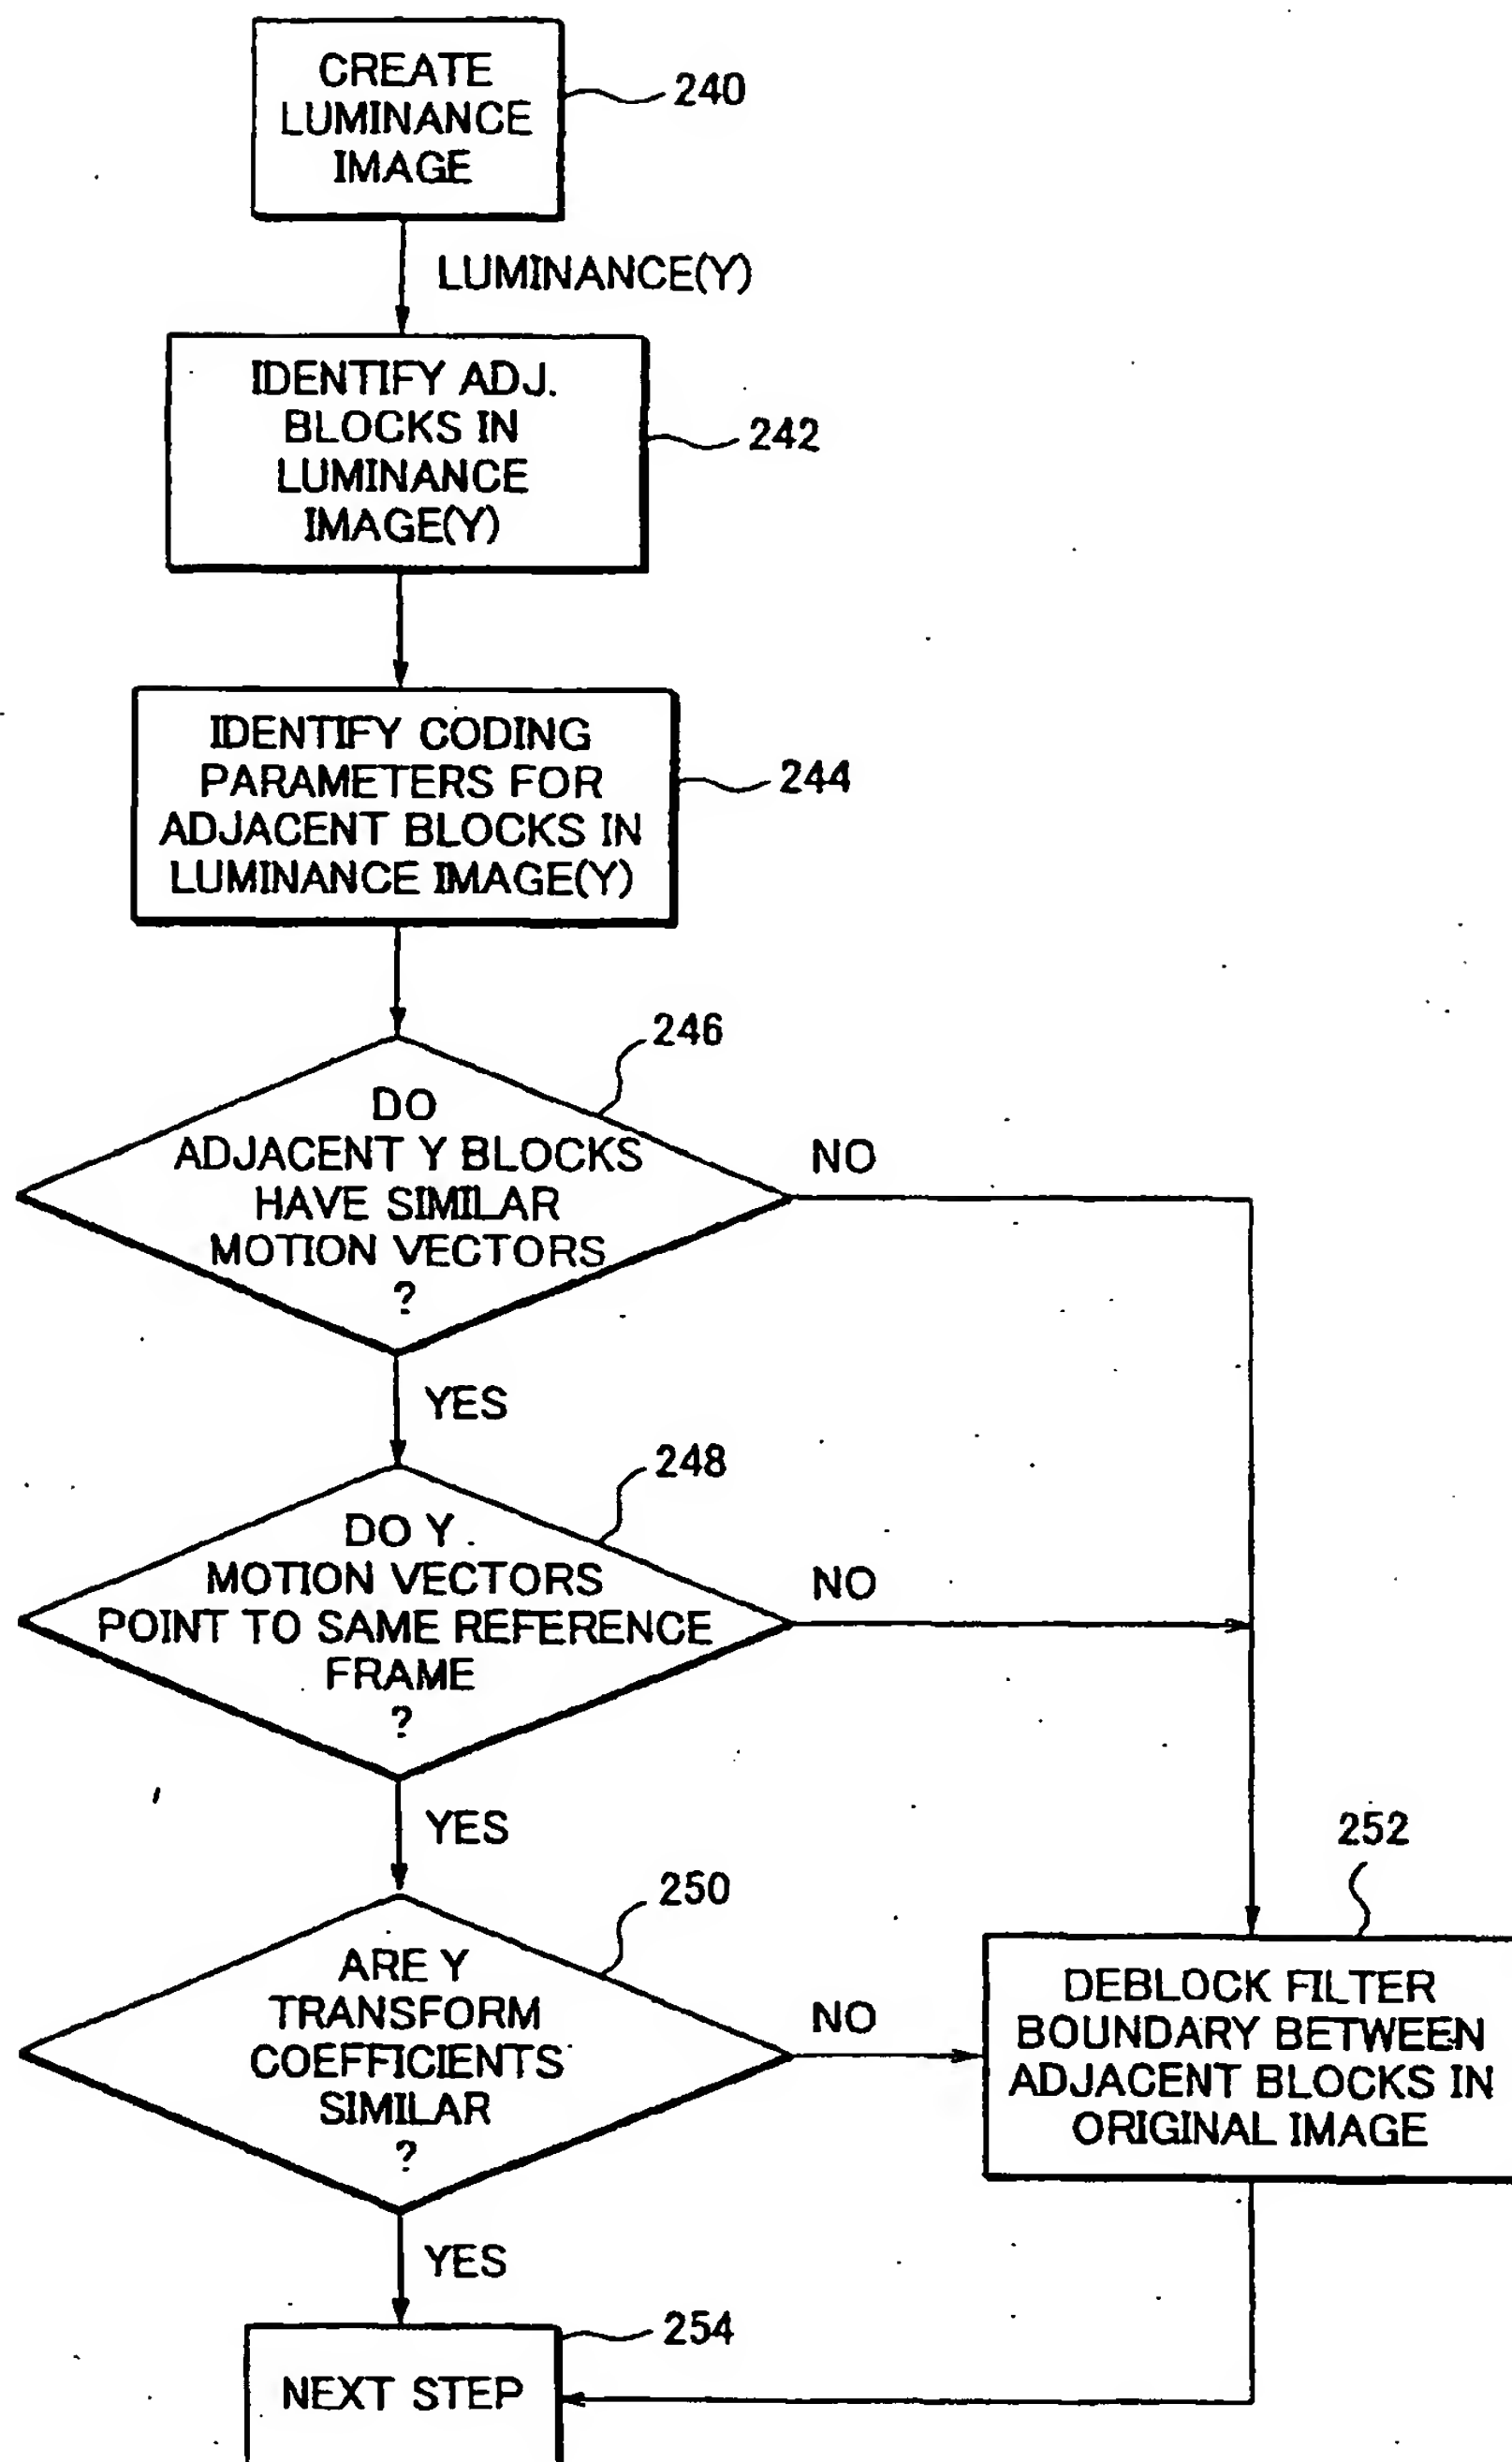 CREATE
LUMINANCE
IMAGE
240
LUMINANCE(Y)
IDENTIFY ADJ.
BLOCKS IN
LUMINANCE
IMAGE(Y)
242
IDENTIFY CODING
PARAMETERS FOR
ADJACENT BLOCKS IN
LUMINANCE IMAGE(Y)
244
246
DO
ADJACENT Y BLOCKS
HAVE SIMILAR
MOTION VECTORS
?
NO
YES
248
DO Y
MOTION VECTORS
POINT TO SAME REFERENCE
FRAME
?
NO
YES
250
ARE Y
TRANSFORM
COEFFICIENTS
SIMILAR
?
NO
252
DEBLOCK FILTER
BOUNDARY BETWEEN
ADJACENT BLOCKS IN
ORIGINAL IMAGE
YES
254
NEXT STEP